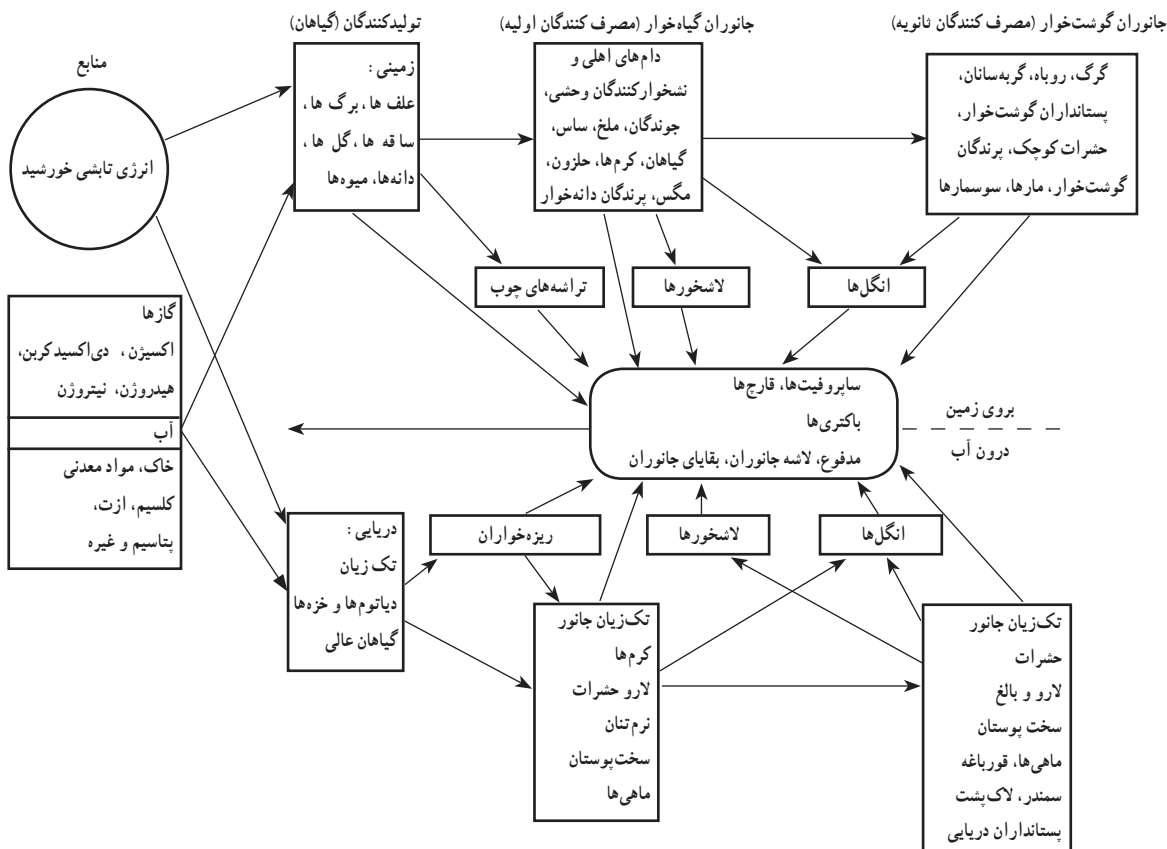 جانوران گوشت‌خوار (مصرف کنندگان ثانویه)
جانوران گیاه‌خوار (مصرف کنندگان اولیه)
تولیدکنندگان (گیاهان)
منابع
انرژی تابشی خورشید
زمینی :
علف ها ، برگ ها ،
سا قه ها ، گل ها ،
دانه‌ها، میوه‌ها
دام‌های اهلی و
نشخوارکنندگان وحشی،
جوندگان، ملخ، ساس،
گیاهان، کرم‌ها، حلزون،
مگس، پرندگان دانه‌خوار
گرگ، روباه، گربه‌سانان،
پستانداران گوشت‌خوار،
حشرات کوچک، پرندگان
گوشت‌خوار، مارها، سوسمارها
تراشه‌های چوب
لاشخورها
انگل‌ها
گازها
اکسیژن ، دی‌اکسیدکربن،
هیدروژن، نیتروژن
آب
خاک، مواد معدنی
کلسیم، ازت،
پتاسیم و غیره
ساپروفیت‌ها، قارچ‌ها
باکتری‌ها
مدفوع، لاشه جانوران، بقایای جانوران
بروی زمین
درون آب
دریایی :
تک زیان
دیاتوم‌ها و خزه‌ها
گیاهان عالی
ریزه‌خواران
لاشخورها
انگل‌ها
تک‌زیان جانور
کرم‌ها
لارو حشرات
نرم‌تنان
سخت‌پوستان
ماهی‌ها
تک‌زیان جانور
حشرات
لارو و بالغ
سخت پوستان
ماهی‌ها، قورباغه
سمندر، لاک‌پشت
پستانداران دریایی